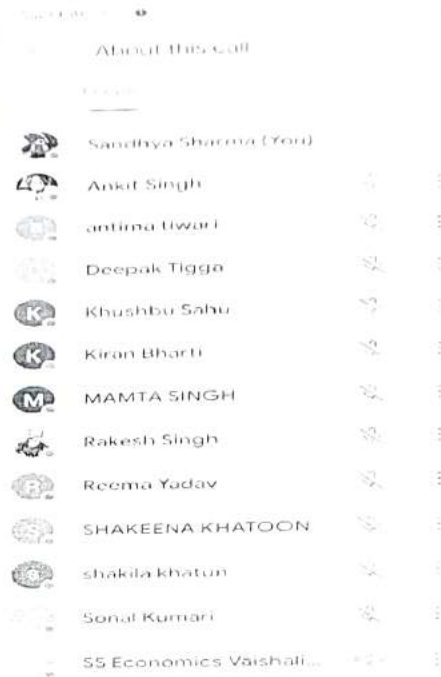 About this call
Sandhya Sharma (You)
Ankit Singh
antima tiwari
Deepak Tigga
K Khushbu Sahu
K Kiran Bharti
M MAMTA SINGH
Rakesh Singh
R Reema Yadav
S SHAKEENA KHATOON
S shakila khatun
Sonal Kumari
SS Economics Vaishali...